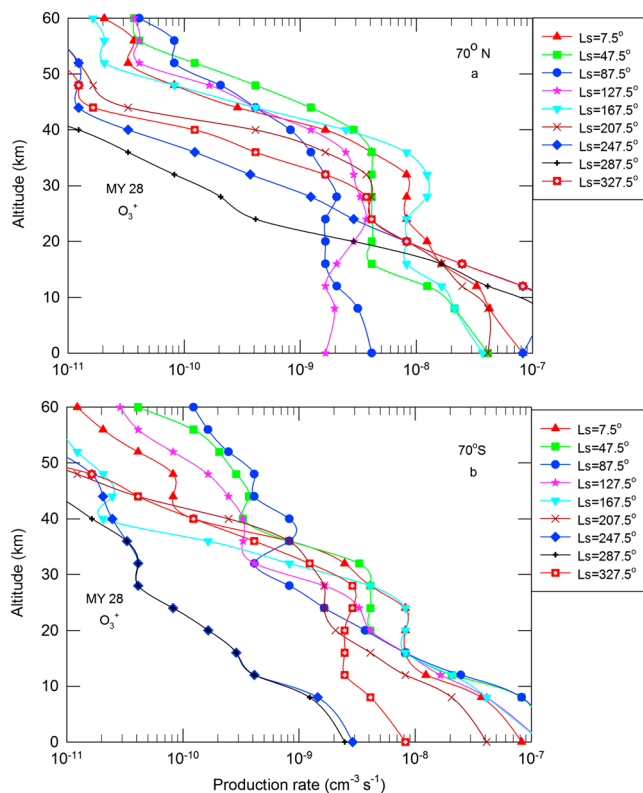 60
50
40
30
20
10
0
Altitude (km)
70° N
a
MY 28
O₃⁺
10⁻¹¹ 10⁻¹⁰ 10⁻⁹ 10⁻⁸ 10⁻⁷
Ls=7.5°
Ls=47.5°
Ls=87.5°
Ls=127.5°
Ls=167.5°
Ls=207.5°
Ls=247.5°
Ls=287.5°
Ls=327.5°
60
50
40
30
20
10
0
Altitude (km)
70°S
b
MY 28
O₃⁺
10⁻¹¹ 10⁻¹⁰ 10⁻⁹ 10⁻⁸ 10⁻⁷
Production rate (cm⁻³ s⁻¹)
Ls=7.5°
Ls=47.5°
Ls=87.5°
Ls=127.5°
Ls=167.5°
Ls=207.5°
Ls=247.5°
Ls=287.5°
Ls=327.5°